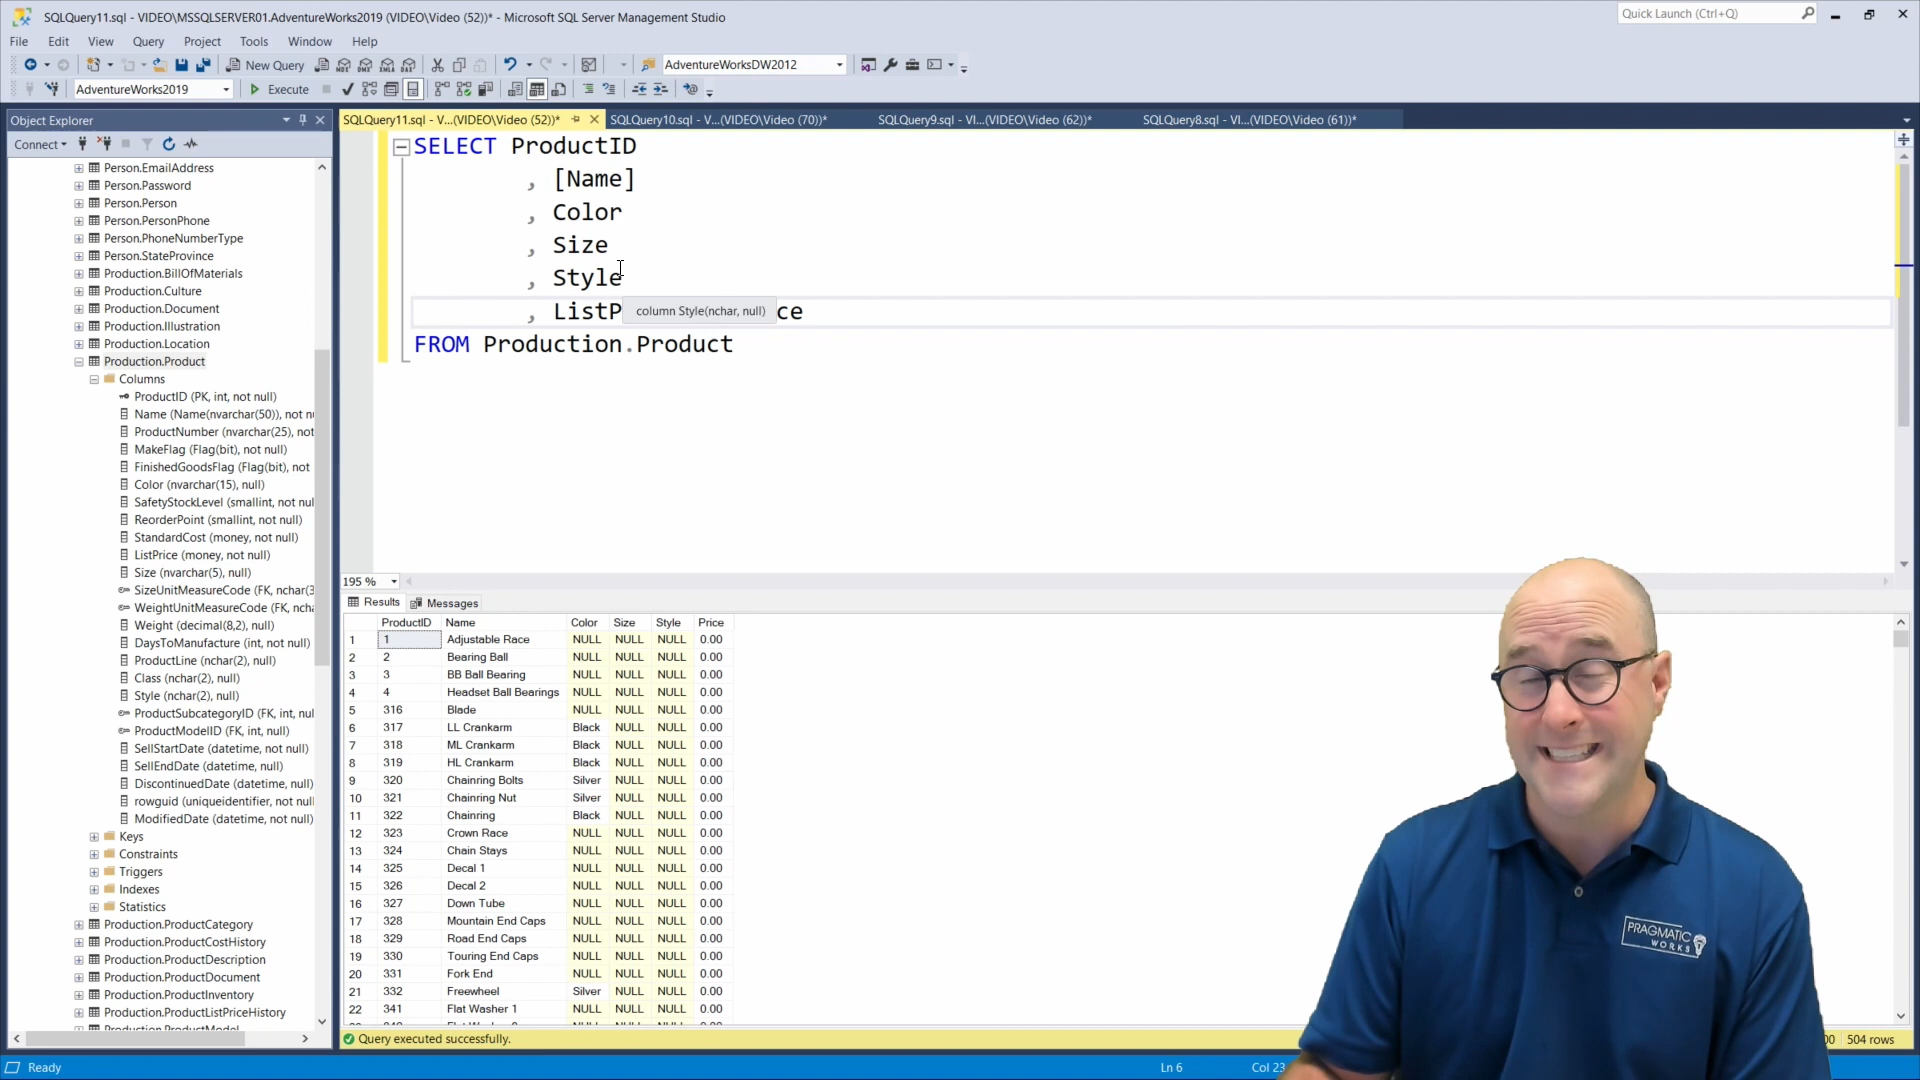 SQLQuery11.sql - VIDEO\MSSQLSERVER01.AdventureWorks2019 (VIDEO\Video (52))* - Microsoft SQL Server Management Studio
Quick Launch (Ctrl+Q)
File Edit View Query Project Tools Window Help
New Query AdventureWorksDW2012
AdventureWorks2019 Execute
Object Explorer
Connect
Person.EmailAddress
Person.Password
Person.Person
Person.PersonPhone
Person.PhoneNumberType
Person.StateProvince
Production.BillOfMaterials
Production.Culture
Production.Document
Production.Illustration
Production.Location
Production.Product
Columns
ProductID (PK, int, not null)
Name (Name(nvarchar(50)), not nu
ProductNumber (nvarchar(25), not
MakeFlag (Flag(bit), not null)
FinishedGoodsFlag (Flag(bit), not
Color (nvarchar(15), null)
SafetyStockLevel (smallint, not nul
ReorderPoint (smallint, not null)
StandardCost (money, not null)
ListPrice (money, not null)
Size (nvarchar(5), null)
SizeUnitMeasureCode (FK, nchar(3
WeightUnitMeasureCode (FK, ncha
Weight (decimal(8,2), null)
DaysToManufacture (int, not null)
ProductLine (nchar(2), null)
Class (nchar(2), null)
Style (nchar(2), null)
ProductSubcategoryID (FK, int, nul
ProductModelID (FK, int, null)
SellStartDate (datetime, not null)
SellEndDate (datetime, null)
DiscontinuedDate (datetime, null)
rowguid (uniqueidentifier, not null
ModifiedDate (datetime, not null)
Keys
Constraints
Triggers
Indexes
Statistics
Production.ProductCategory
Production.ProductCostHistory
Production.ProductDescription
Production.ProductDocument
Production.ProductInventory
Production.ProductListPriceHistory
Production.ProductModel
SQLQuery11.sql - V...(VIDEO\Video (52))* SQLQuery10.sql - V...(VIDEO\Video (70))* SQLQuery9.sql - VI...(VIDEO\Video (62))* SQLQuery8.sql - VI...(VIDEO\Video (61))*
SELECT ProductID
, [Name]
, Color
, Size
, Style
, ListP column Style(nchar, null) ce
FROM Production.Product
195 %
Results Messages
ProductID Name Color Size Style Price
1 1 Adjustable Race NULL NULL NULL 0.00
2 2 Bearing Ball NULL NULL NULL 0.00
3 3 BB Ball Bearing NULL NULL NULL 0.00
4 4 Headset Ball Bearings NULL NULL NULL 0.00
5 316 Blade NULL NULL NULL 0.00
6 317 LL Crankarm Black NULL NULL 0.00
7 318 ML Crankarm Black NULL NULL 0.00
8 319 HL Crankarm Black NULL NULL 0.00
9 320 Chainring Bolts Silver NULL NULL 0.00
10 321 Chainring Nut Silver NULL NULL 0.00
11 322 Chainring Black NULL NULL 0.00
12 323 Crown Race NULL NULL NULL 0.00
13 324 Chain Stays NULL NULL NULL 0.00
14 325 Decal 1 NULL NULL NULL 0.00
15 326 Decal 2 NULL NULL NULL 0.00
16 327 Down Tube NULL NULL NULL 0.00
17 328 Mountain End Caps NULL NULL NULL 0.00
18 329 Road End Caps NULL NULL NULL 0.00
19 330 Touring End Caps NULL NULL NULL 0.00
20 331 Fork End NULL NULL NULL 0.00
21 332 Freewheel Silver NULL NULL 0.00
22 341 Flat Washer 1 NULL NULL NULL 0.00
Query executed successfully.
00 504 rows
Ready
Ln 6 Col 23
PRAGMATIC
WORKS